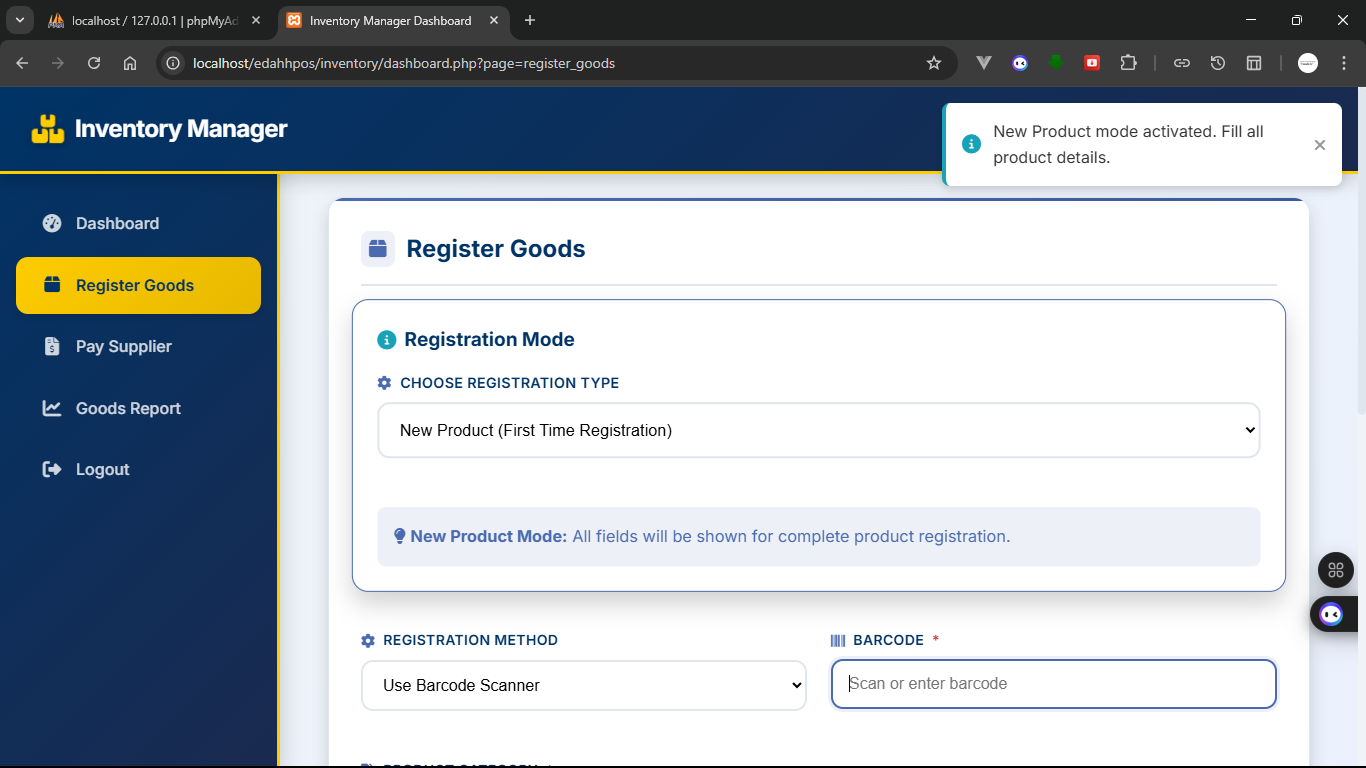 localhost / 127.0.0.1 | phpMyAd
Inventory Manager Dashboard
localhost/edahhpos/inventory/dashboard.php?page=register_goods
Inventory Manager
New Product mode activated. Fill all
product details.
Dashboard
Register Goods
Pay Supplier
Goods Report
Logout
Register Goods
Registration Mode
CHOOSE REGISTRATION TYPE
New Product (First Time Registration)
New Product Mode: All fields will be shown for complete product registration.
REGISTRATION METHOD
Use Barcode Scanner
BARCODE *
Scan or enter barcode